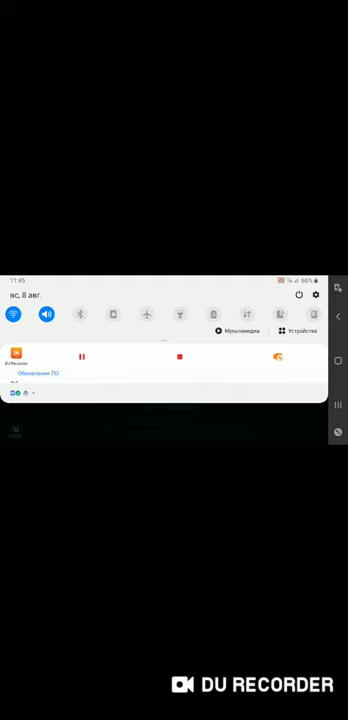 11:45
66%
вс, 8 авг.
Мультимедиа
Устройства
DU Recorder
Обновление ПО
DU RECORDER